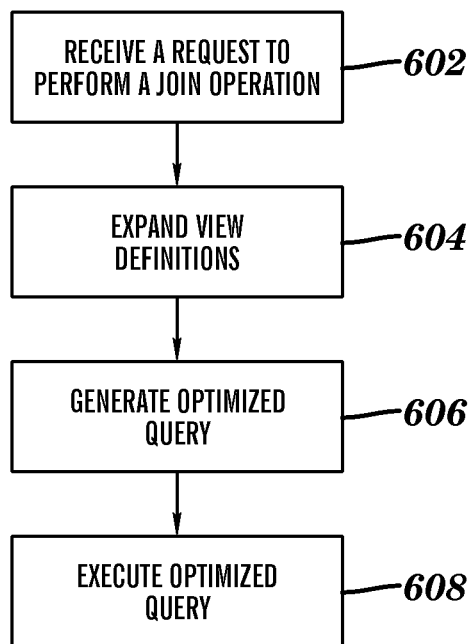 RECEIVE A REQUEST TO
PERFORM A JOIN OPERATION
602
EXPAND VIEW
DEFINITIONS
604
GENERATE OPTIMIZED
QUERY
606
EXECUTE OPTIMIZED
QUERY
608